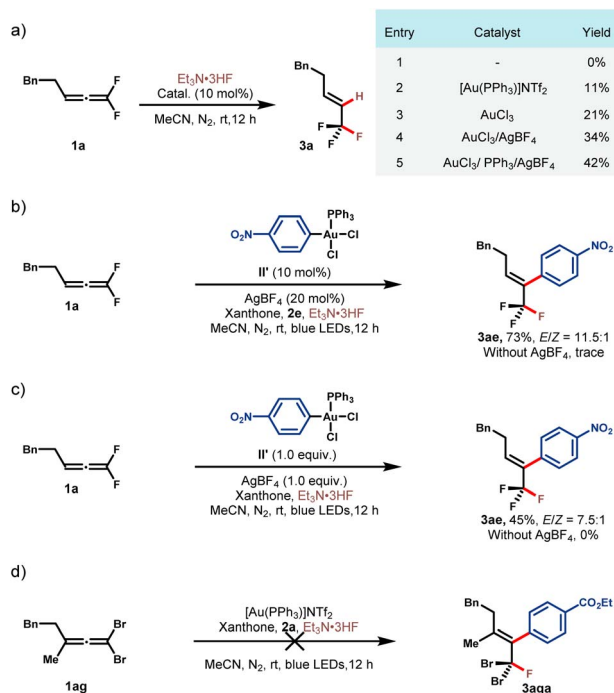 a)
Bn
F
F
1a
Et3N•3HF
Catal. (10 mol%)
MeCN, N2, rt,12 h
Bn
H
F
F
F
3a
Entry Catalyst Yield
1 - 0%
2 [Au(PPh3)]NTf2 11%
3 AuCl3 21%
4 AuCl3/AgBF4 34%
5 AuCl3/ PPh3/AgBF4 42%
b)
Bn
F
F
1a
PPh3
O2N
Au
Cl
Cl
II' (10 mol%)
AgBF4 (20 mol%)
Xanthone, 2e, Et3N•3HF
MeCN, N2, rt, blue LEDs,12 h
Bn
NO2
F
F
F
3ae, 73%, E/Z = 11.5:1
Without AgBF4, trace
c)
Bn
F
F
1a
PPh3
O2N
Au
Cl
Cl
II' (1.0 equiv.)
AgBF4 (1.0 equiv.)
Xanthone, Et3N•3HF
MeCN, N2, rt, blue LEDs,12 h
Bn
NO2
F
F
F
3ae, 45%, E/Z = 7.5:1
Without AgBF4, 0%
d)
Bn
Br
Me
Br
1ag
[Au(PPh3)]NTf2
Xanthone, 2a, Et3N•3HF
MeCN, N2, rt, blue LEDs,12 h
CO2Et
Bn
Me
Br
F
Br
3aga